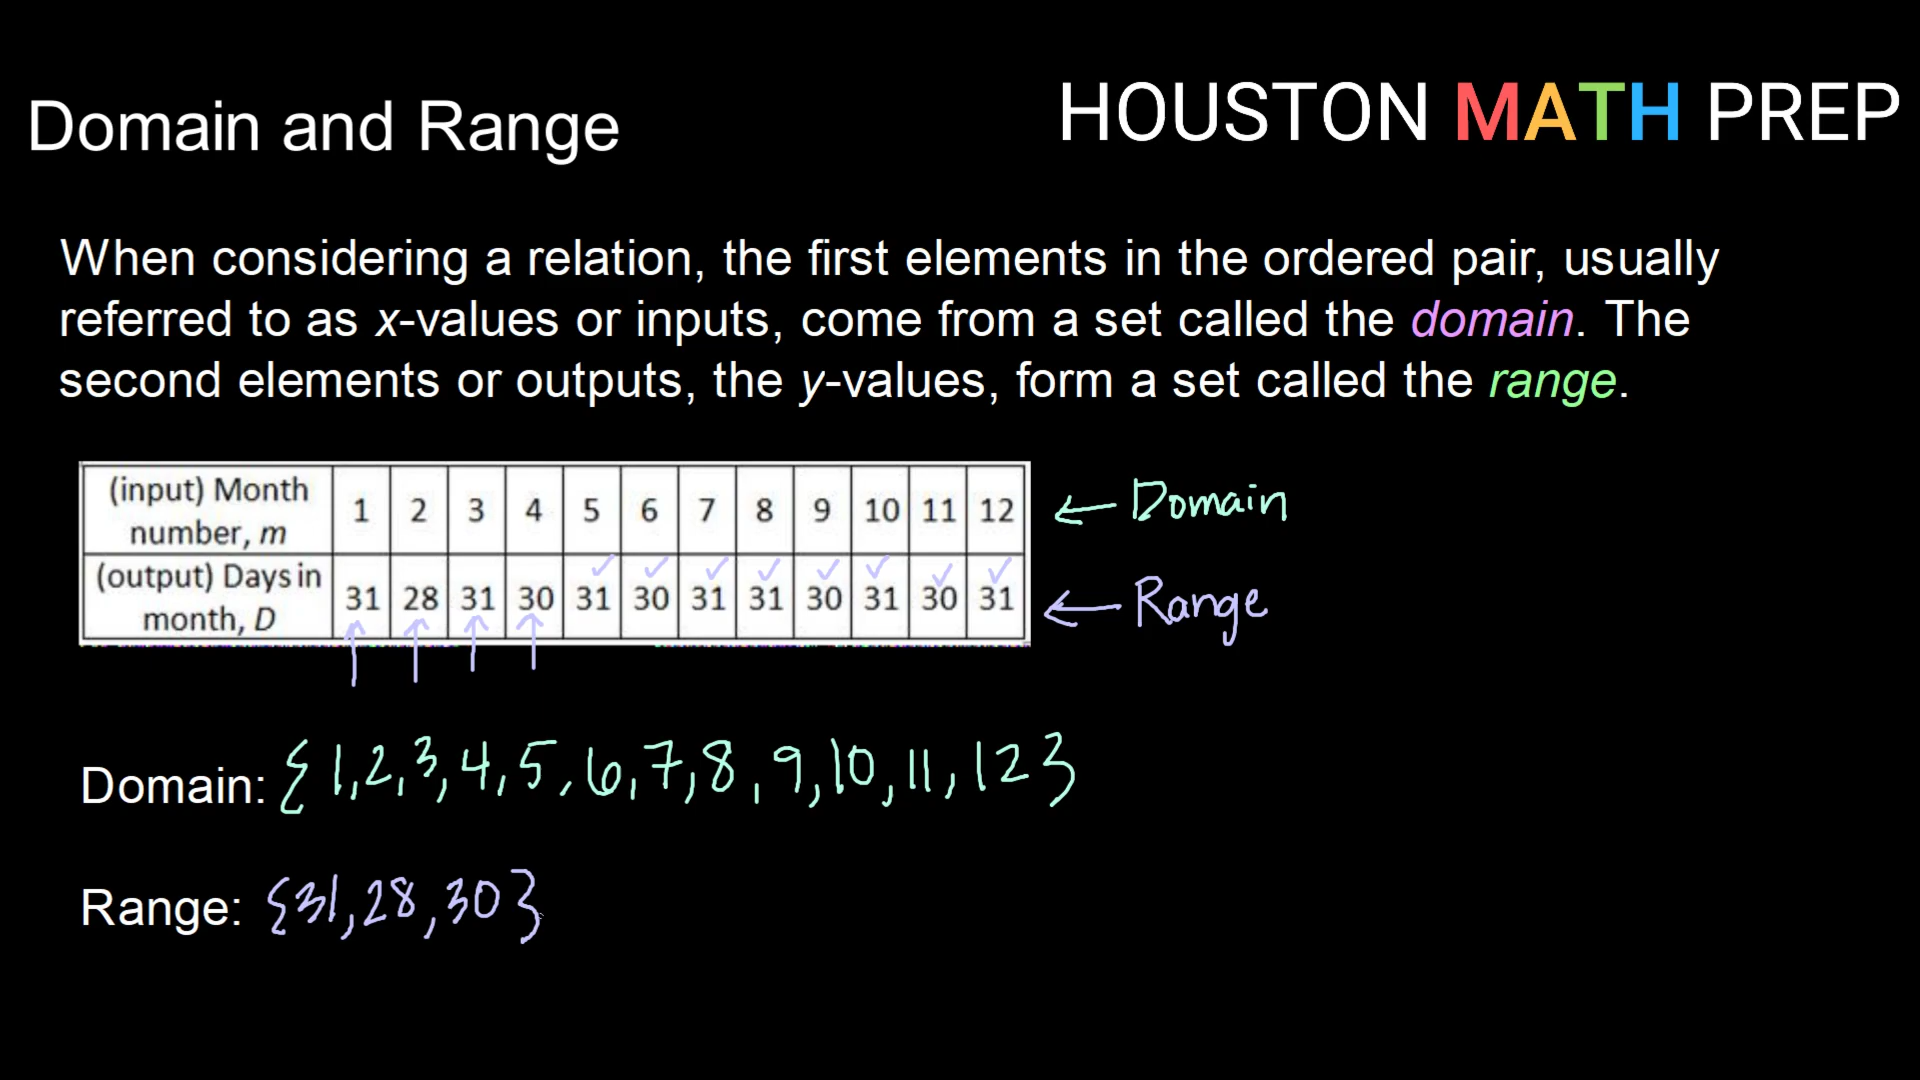 Domain and Range
HOUSTON MATH PREP
When considering a relation, the first elements in the ordered pair, usually
referred to as x-values or inputs, come from a set called the domain. The
second elements or outputs, the y-values, form a set called the range.
(input) Month number, m 1 2 3 4 5 6 7 8 9 10 11 12
← Domain
(output) Days in month, D 31 28 31 30 31 30 31 31 30 31 30 31
← Range
Domain: {1,2,3,4,5,6,7,8,9,10,11,12}
Range: {31,28,30}